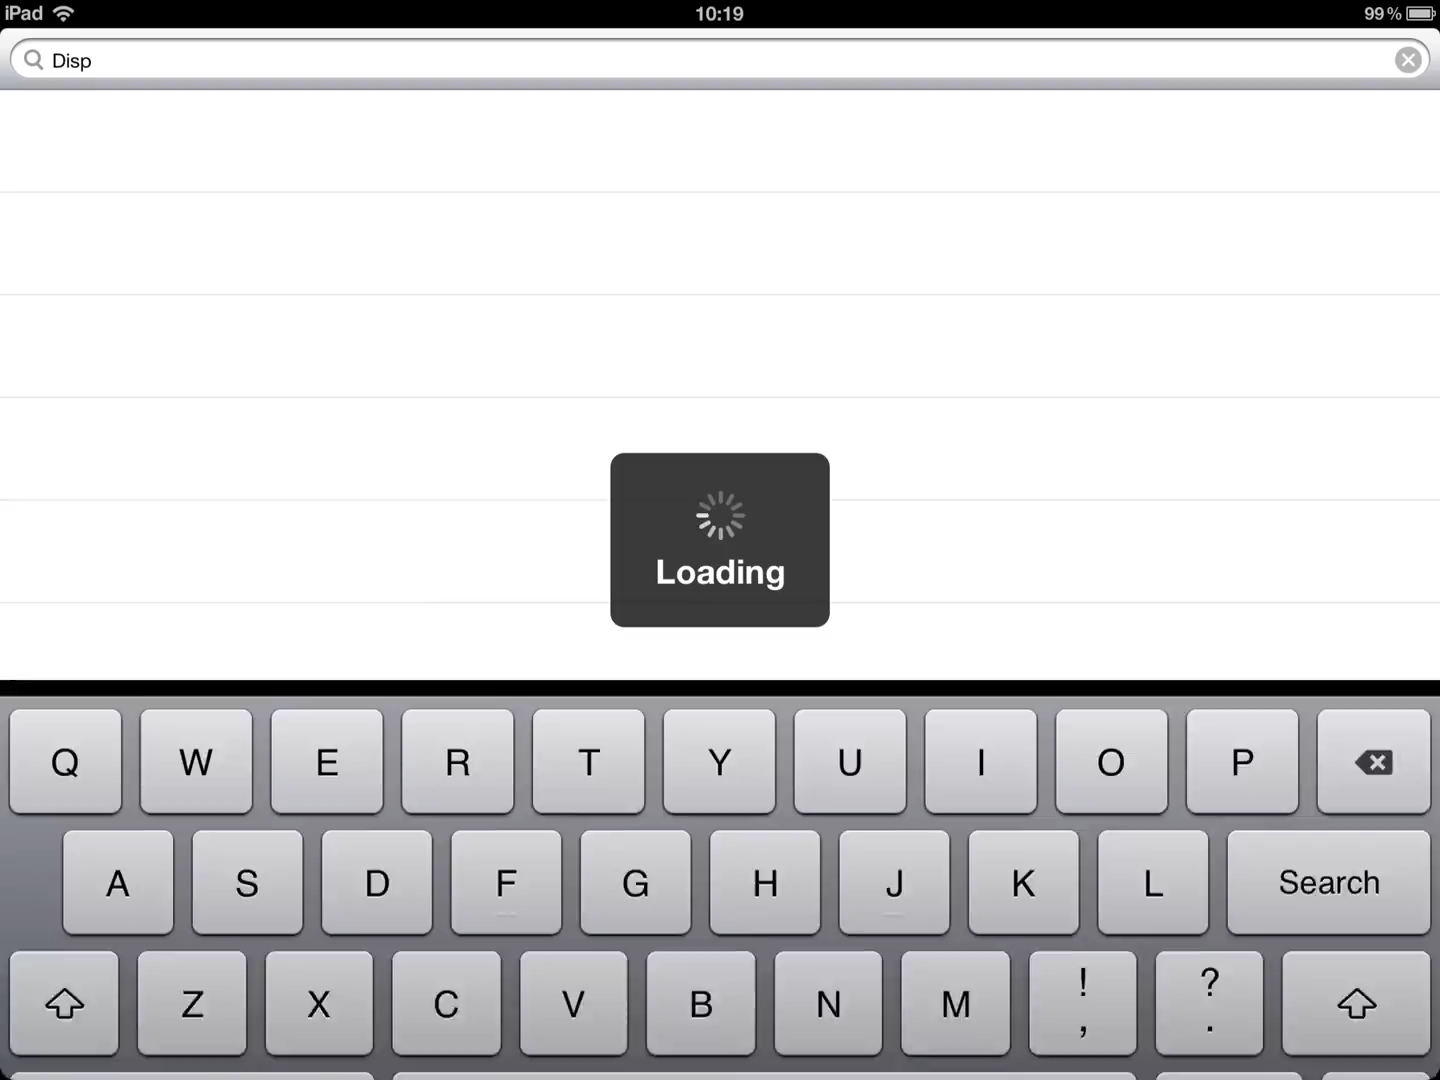 iPad 10:19 99%
Disp
Loading
Q W E R T Y U I O P
A S D F G H J K L Search
Z X C V B N M ! , ? .